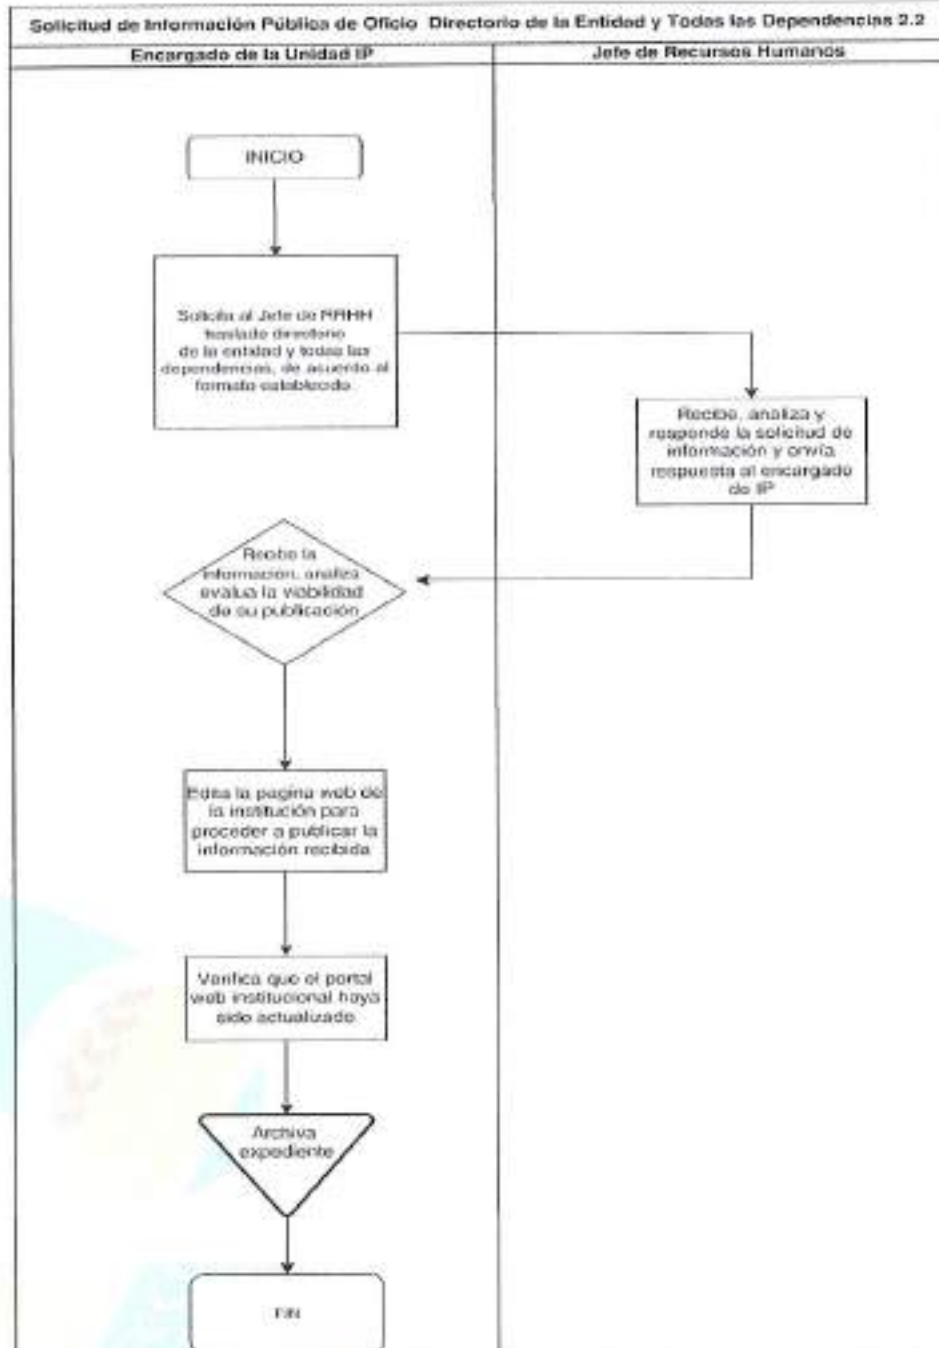 Solicitud de Información Pública de Oficio Directorio de la Entidad y Todas las Dependencias 2.2
Encargado de la Unidad IP
Jefe de Recursos Humanos
INICIO
Solicita al Jefe de RRHH
traslade directorio
de la entidad y todas las
dependencias, de acuerdo al
formato establecido
Recibe, analiza y
responde la solicitud de
información y envía
respuesta al encargado
de IP
Recibe la
información, analiza
evalua la viabilidad
de su publicación
Edita la pagina web de
la institución para
proceder a publicar la
información recibida
Verifica que el portal
web institucional haya
sido actualizado
Archiva
expediente
FIN